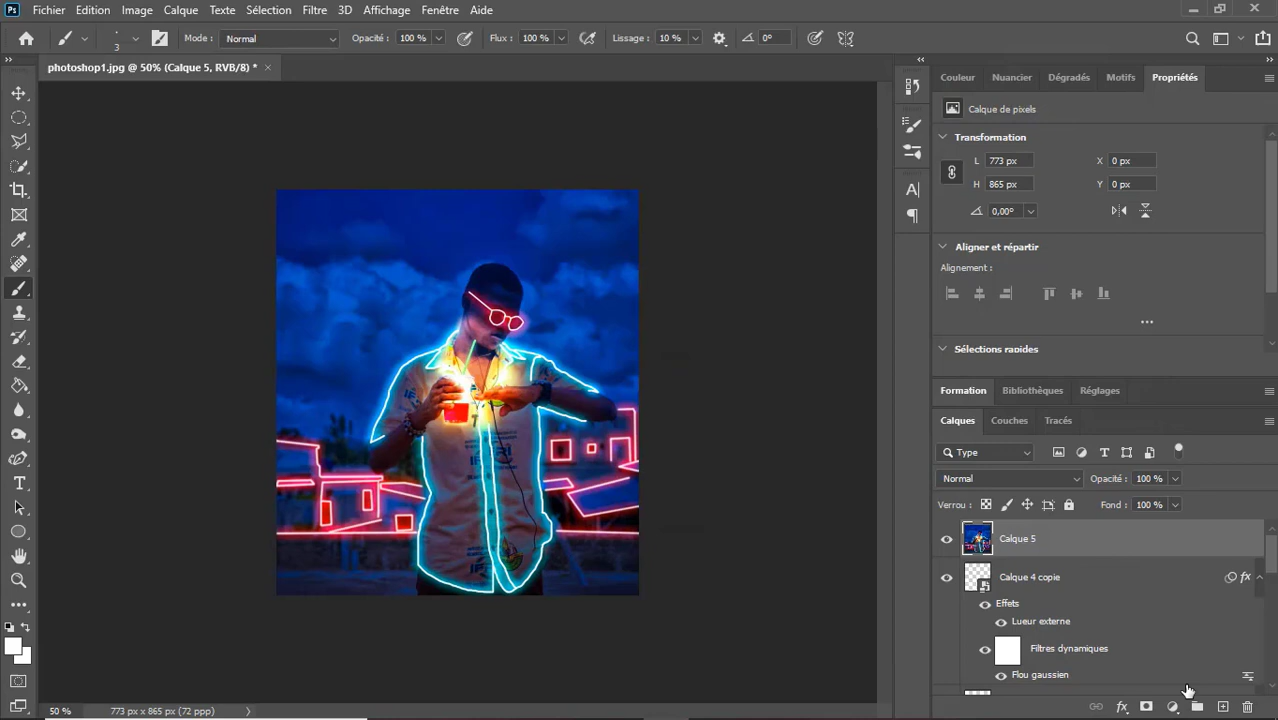 Ps Fichier Edition Image Calque Texte Sélection Filtre 3D Affichage Fenêtre Aide
3 Mode : Normal Opacité : 100 % Flux : 100 % Lissage : 10 % 0°
photoshop1.jpg @ 50% (Calque 5, RVB/8) * ×
Couleur Nuancier Dégradés Motifs Propriétés
Calque de pixels
Transformation
L 773 px X 0 px
H 865 px Y 0 px
0,00°
Aligner et répartir
Alignement :
Sélections rapides
Formation Bibliothèques Réglages
Calques Couches Tracés
Type
Normal Opacité : 100 %
Verrou : Fond : 100 %
Calque 5
Calque 4 copie fx
Effets
Lueur externe
Filtres dynamiques
Flou gaussien
50 % 773 px x 865 px (72 ppp)
fx